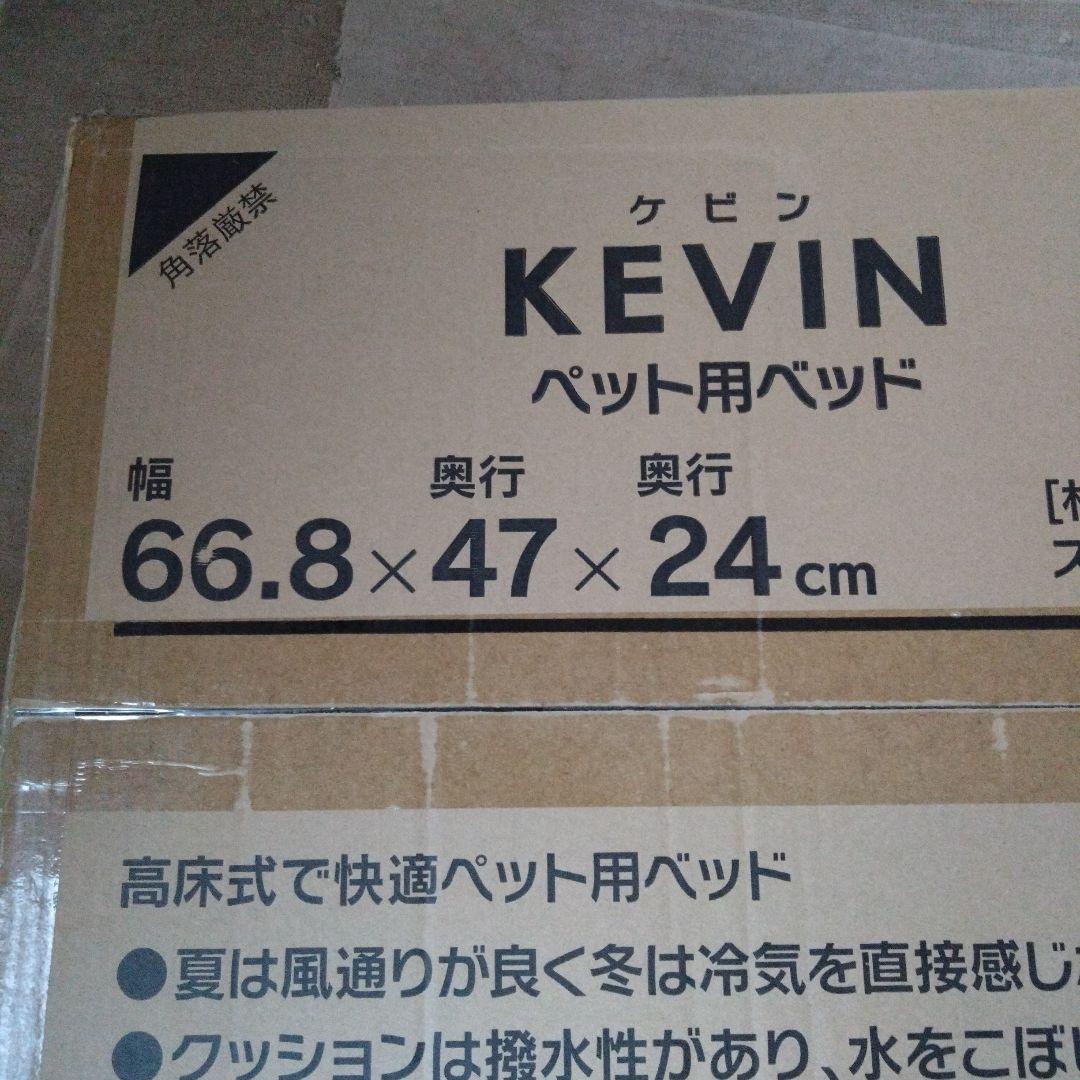 角落厳禁
ケビン
KEVIN
ペット用ベッド
幅 奥行 奥行
66.8×47×24cm
[
ス
高床式で快適ペット用ベッド
●夏は風通りが良く冬は冷気を直接感じ
●クッションは撥水性があり、水をこぼ